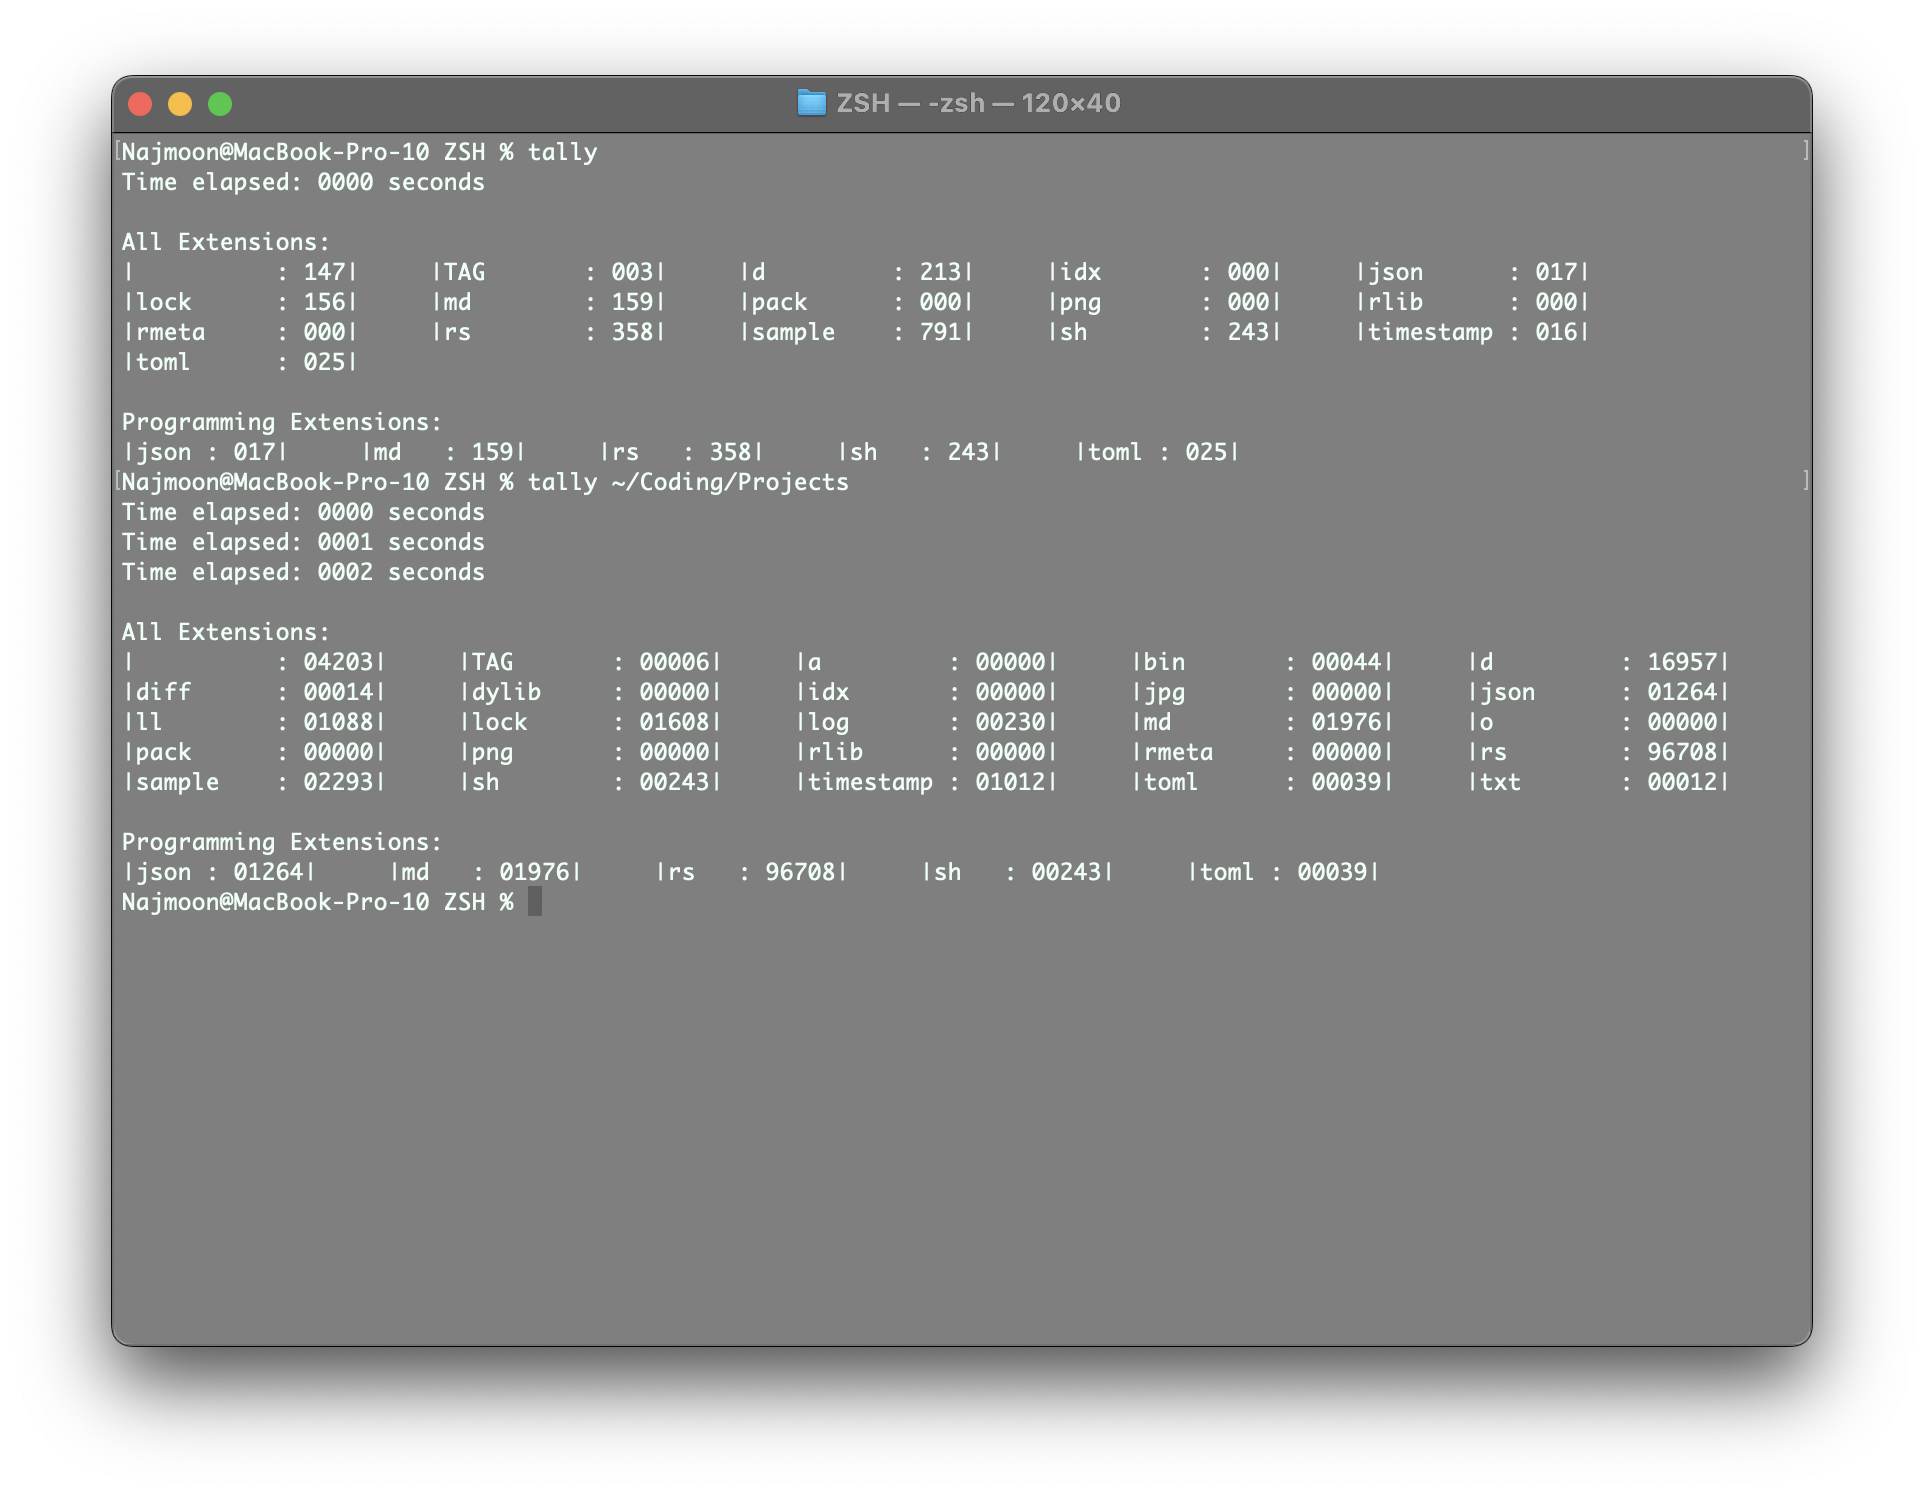 ZSH — -zsh — 120×40
[Najmoon@MacBook-Pro-10 ZSH % tally ]
Time elapsed: 0000 seconds
All Extensions:
|          : 147|     |TAG       : 003|     |d         : 213|     |idx       : 000|     |json      : 017|
|lock      : 156|     |md        : 159|     |pack      : 000|     |png       : 000|     |rlib      : 000|
|rmeta     : 000|     |rs        : 358|     |sample    : 791|     |sh        : 243|     |timestamp : 016|
|toml      : 025|
Programming Extensions:
|json : 017|     |md   : 159|     |rs   : 358|     |sh   : 243|     |toml : 025|
[Najmoon@MacBook-Pro-10 ZSH % tally ~/Coding/Projects ]
Time elapsed: 0000 seconds
Time elapsed: 0001 seconds
Time elapsed: 0002 seconds
All Extensions:
|          : 04203|     |TAG       : 00006|     |a         : 00000|     |bin       : 00044|     |d         : 16957|
|diff      : 00014|     |dylib     : 00000|     |idx       : 00000|     |jpg       : 00000|     |json      : 01264|
|ll        : 01088|     |lock      : 01608|     |log       : 00230|     |md        : 01976|     |o         : 00000|
|pack      : 00000|     |png       : 00000|     |rlib      : 00000|     |rmeta     : 00000|     |rs        : 96708|
|sample    : 02293|     |sh        : 00243|     |timestamp : 01012|     |toml      : 00039|     |txt       : 00012|
Programming Extensions:
|json : 01264|     |md   : 01976|     |rs   : 96708|     |sh   : 00243|     |toml : 00039|
Najmoon@MacBook-Pro-10 ZSH %